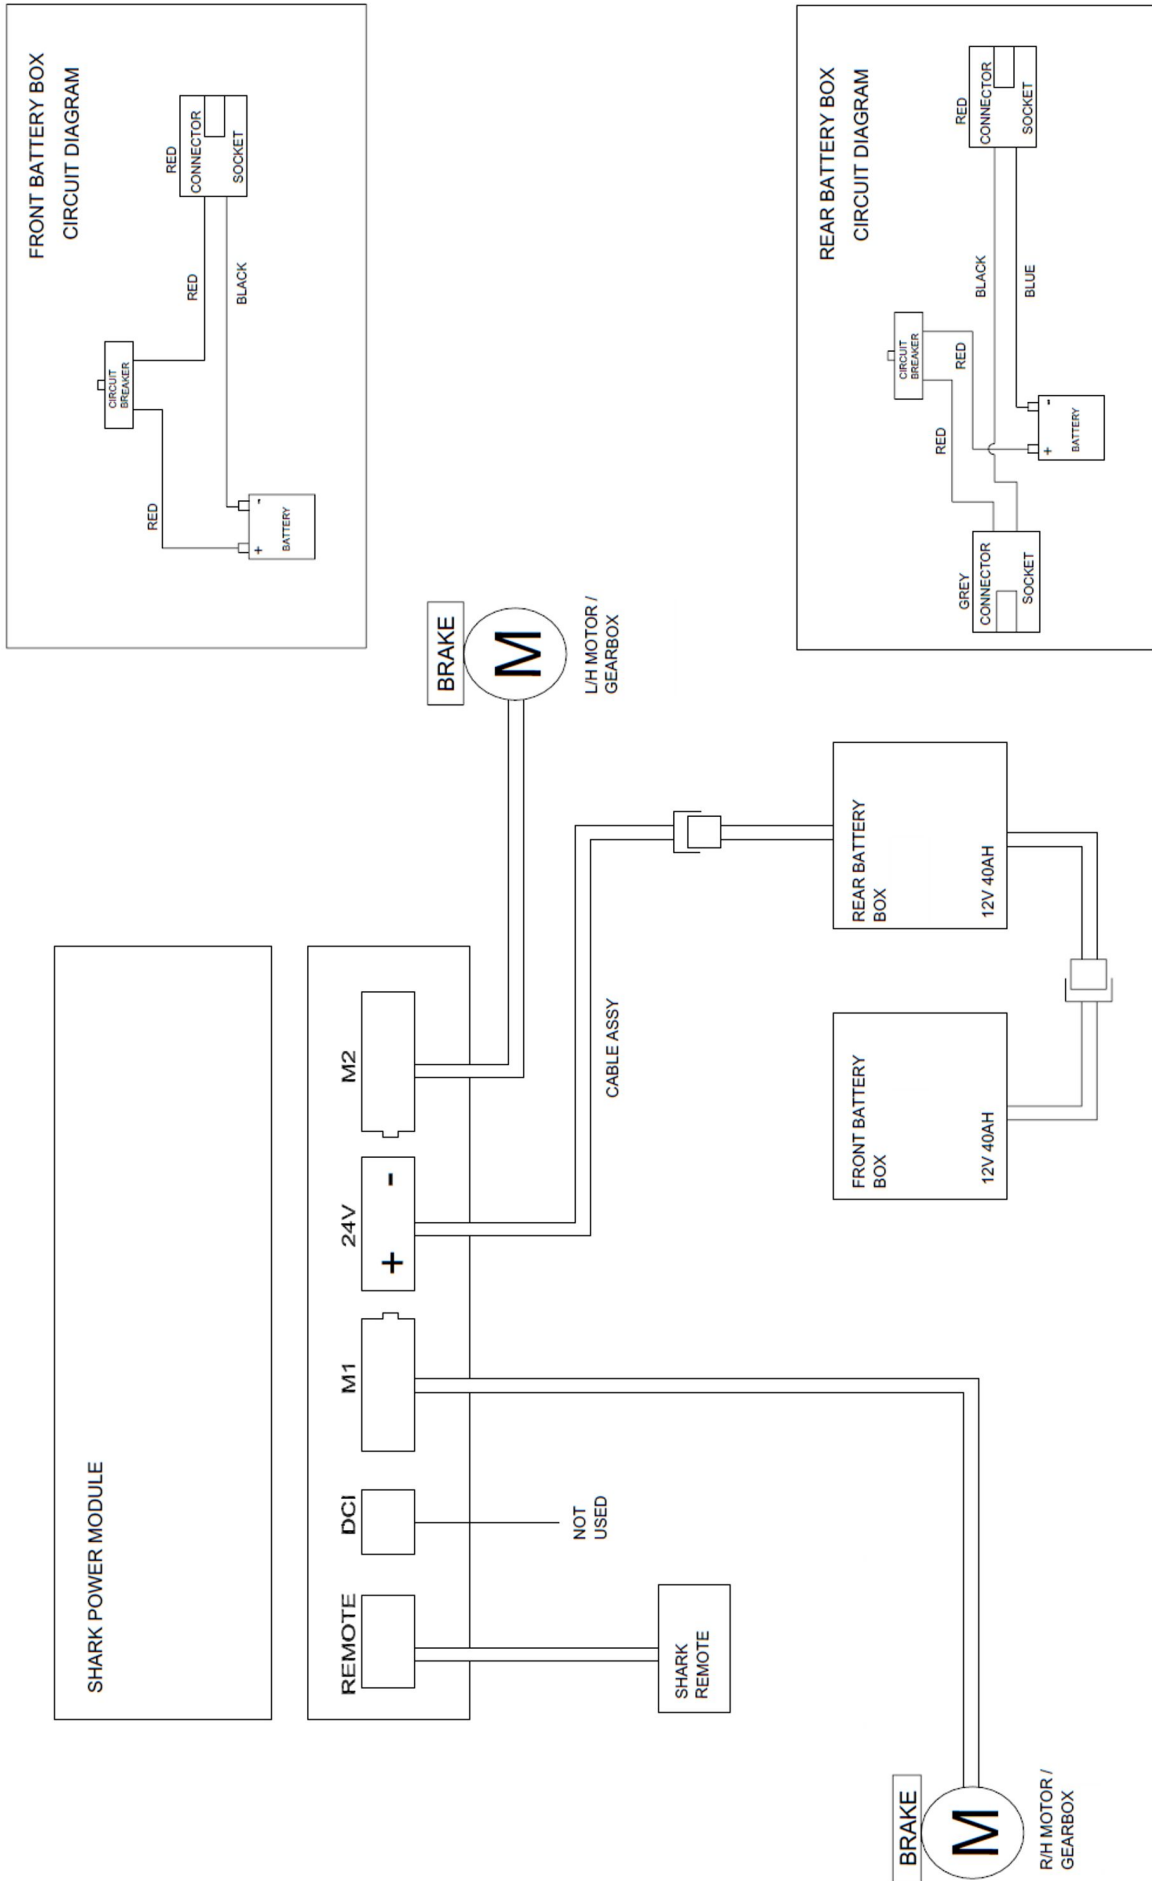 FRONT BATTERY BOX
CIRCUIT DIAGRAM
CIRCUIT
BREAKER
RED
RED
BLACK
+
-
BATTERY
RED
CONNECTOR
SOCKET
REAR BATTERY BOX
CIRCUIT DIAGRAM
CIRCUIT
BREAKER
RED
RED
BLACK
BLUE
+
-
BATTERY
GREY
CONNECTOR
SOCKET
RED
CONNECTOR
SOCKET
SHARK POWER MODULE
REMOTE
DCI
M1
24V
M2
+
-
NOT
USED
SHARK
REMOTE
CABLE ASSY
BRAKE
M
L/H MOTOR /
GEARBOX
BRAKE
M
R/H MOTOR /
GEARBOX
FRONT BATTERY
BOX
12V 40AH
REAR BATTERY
BOX
12V 40AH